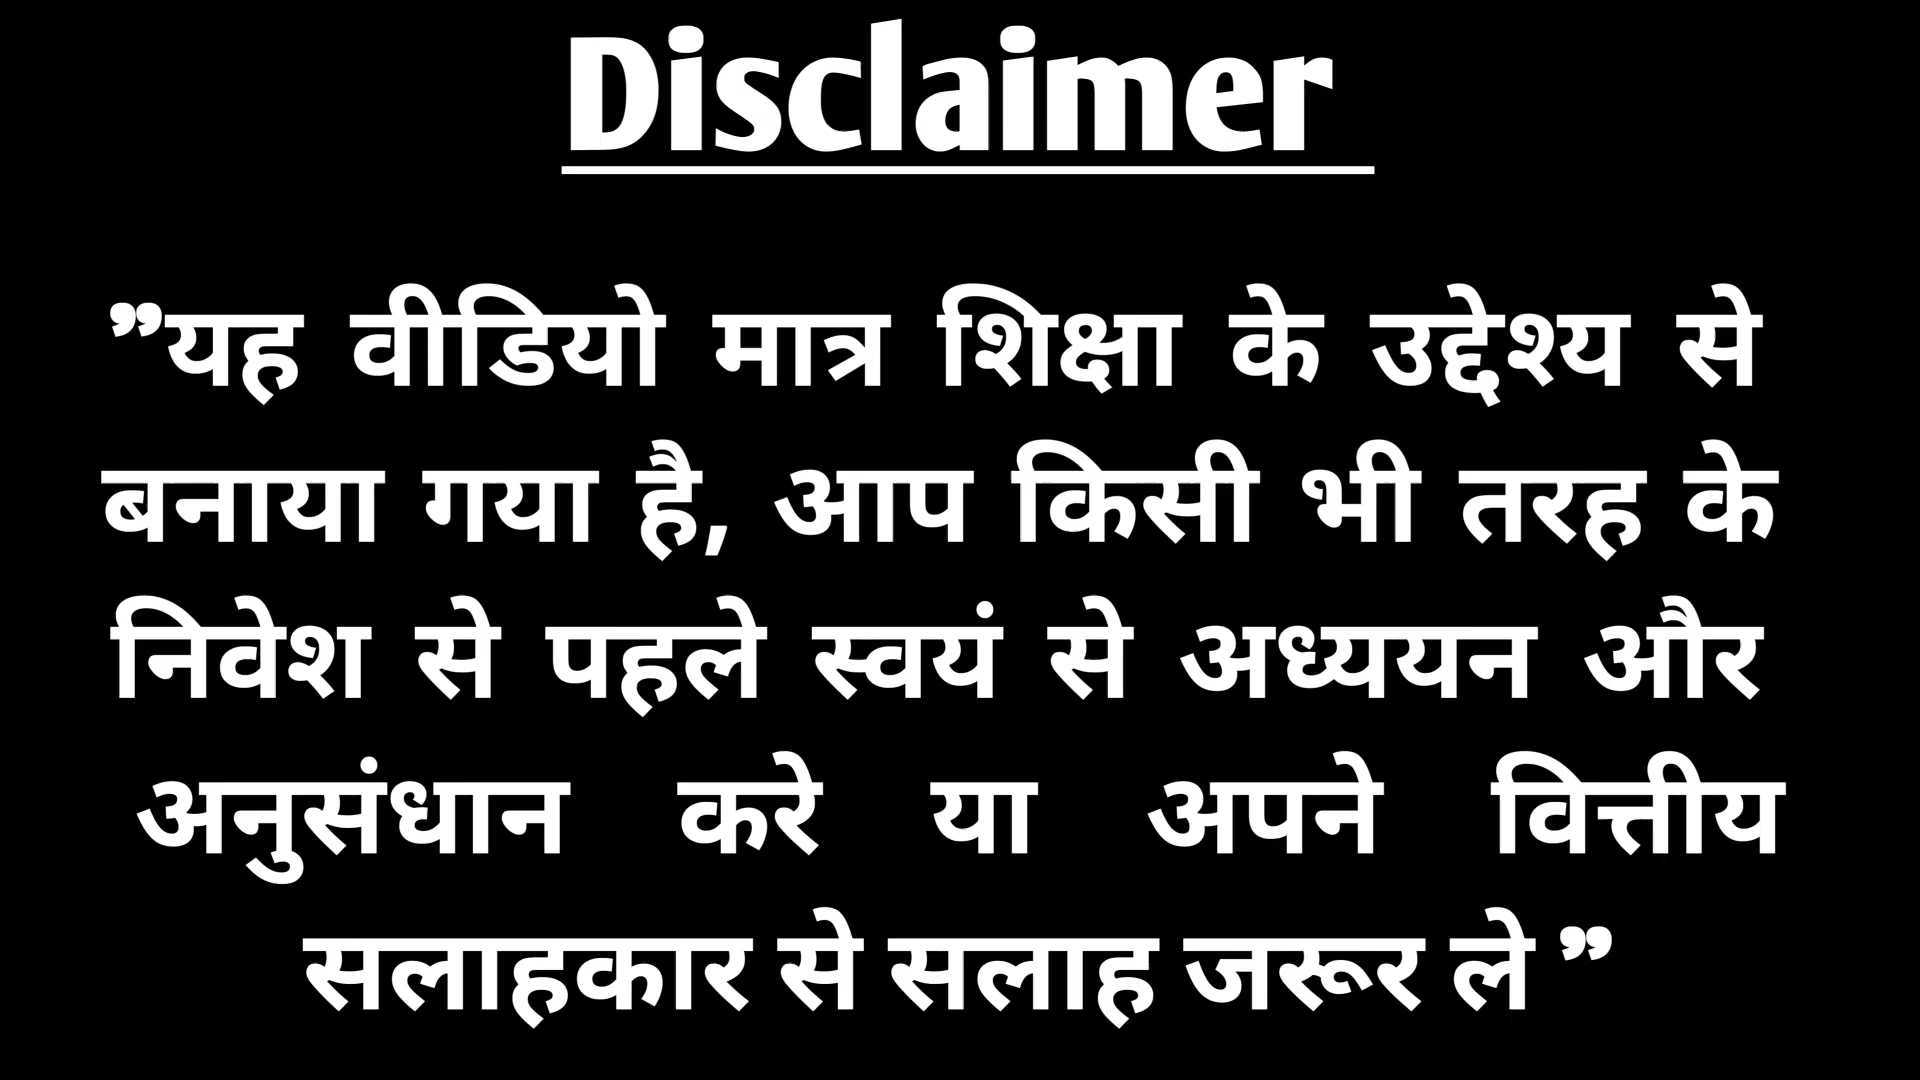 Disclaimer
”यह वीडियो मात्र शिक्षा के उद्देश्य से
बनाया गया है, आप किसी भी तरह के
निवेश से पहले स्वयं से अध्ययन और
अनुसंधान करे या अपने वित्तीय
सलाहकार से सलाह जरूर ले ”